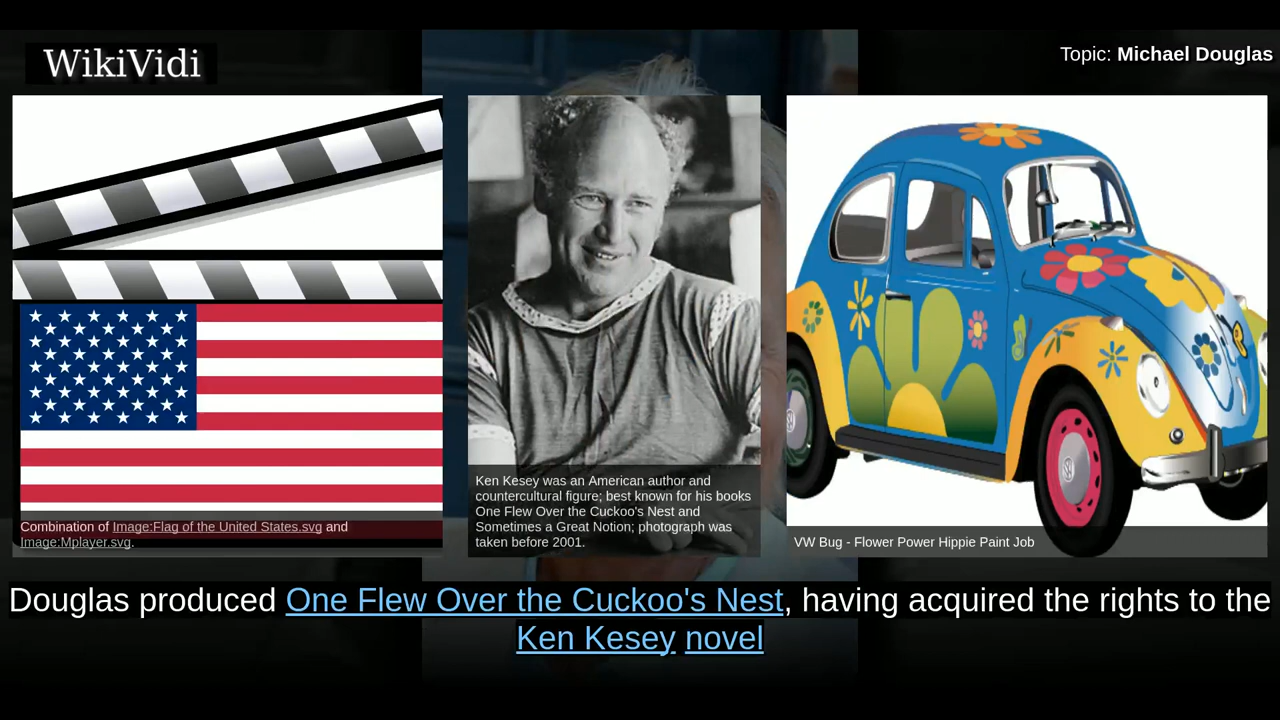 WikiVidi
Topic: Michael Douglas
Combination of Image:Flag of the United States.svg and
Image:Mplayer.svg.
Ken Kesey was an American author and
countercultural figure; best known for his books
One Flew Over the Cuckoo's Nest and
Sometimes a Great Notion; photograph was
taken before 2001.
VW Bug - Flower Power Hippie Paint Job
Douglas produced One Flew Over the Cuckoo's Nest, having acquired the rights to the
Ken Kesey novel